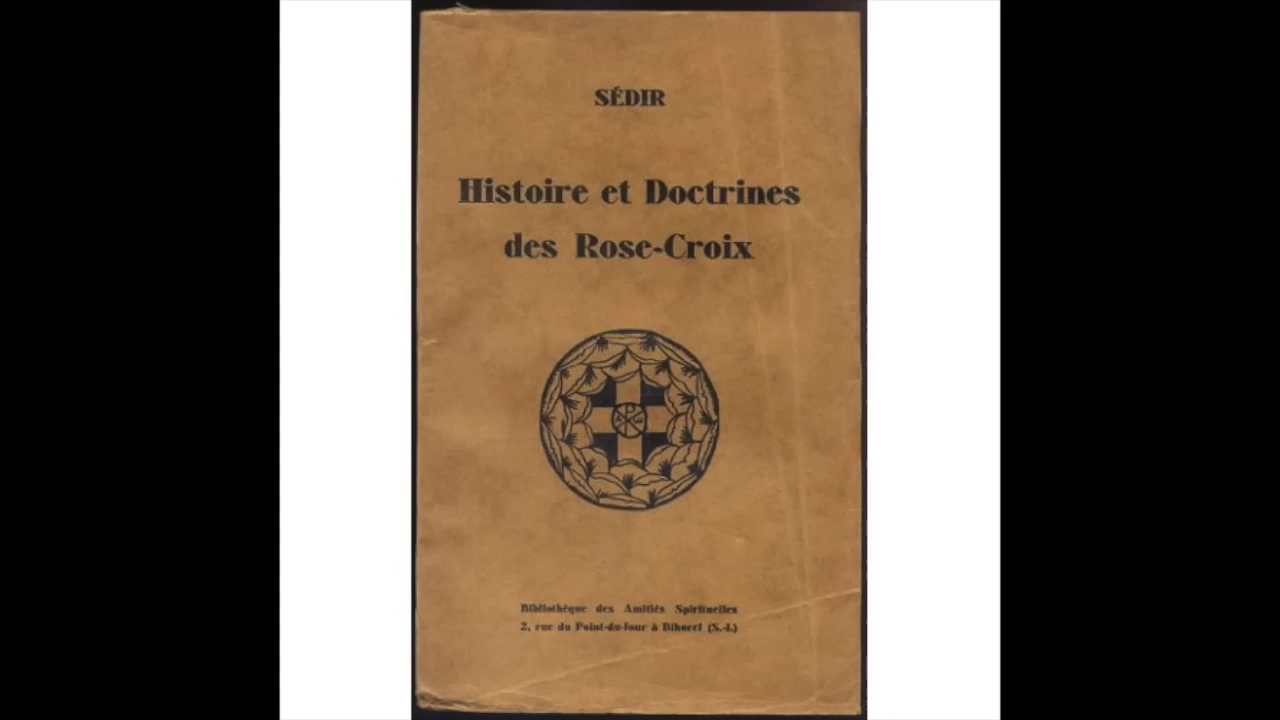 SÉDIR
Histoire et Doctrines
des Rose-Croix
Bibliothèque des Amitiés Spirituelles
2, rue du Point-du-Jour à Bihorel (S.-I.)